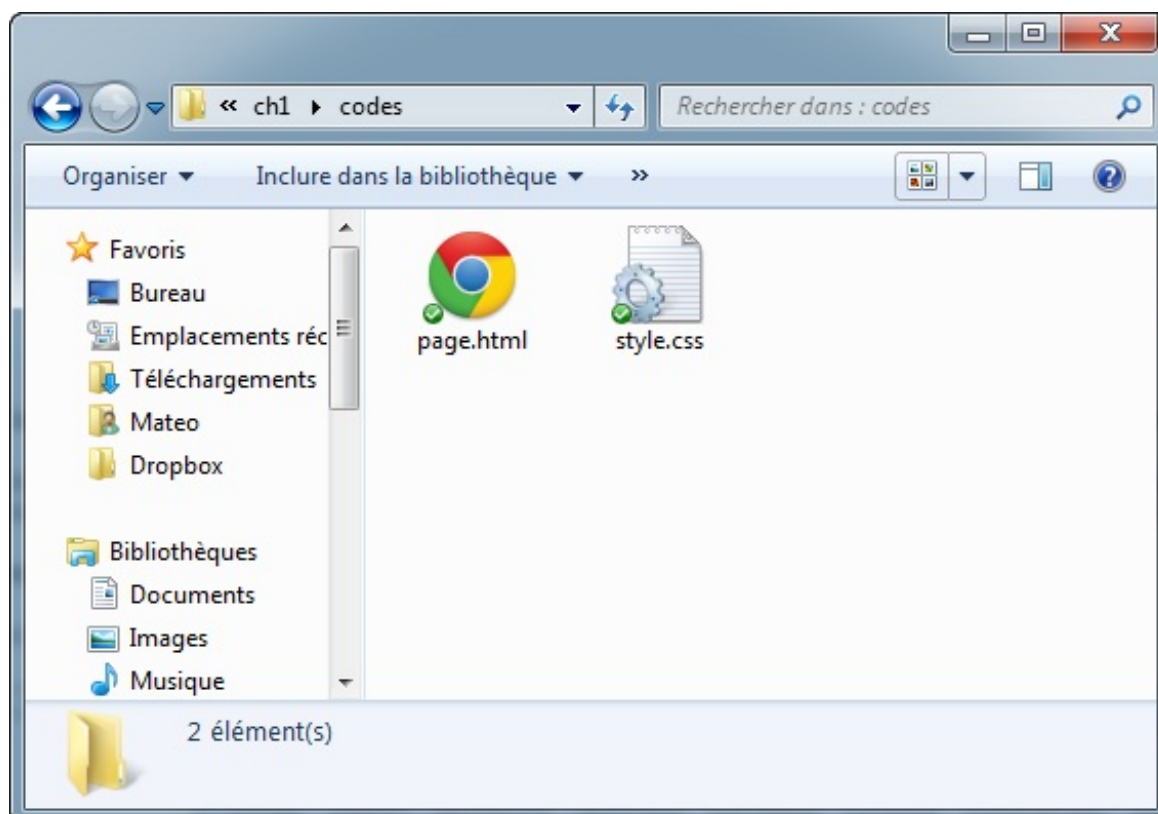 « ch1 ▸ codes
Rechercher dans : codes
Organiser ▾ Inclure dans la bibliothèque ▾ »
Favoris
Bureau
Emplacements réc
Téléchargements
Mateo
Dropbox
Bibliothèques
Documents
Images
Musique
page.html
style.css
2 élément(s)